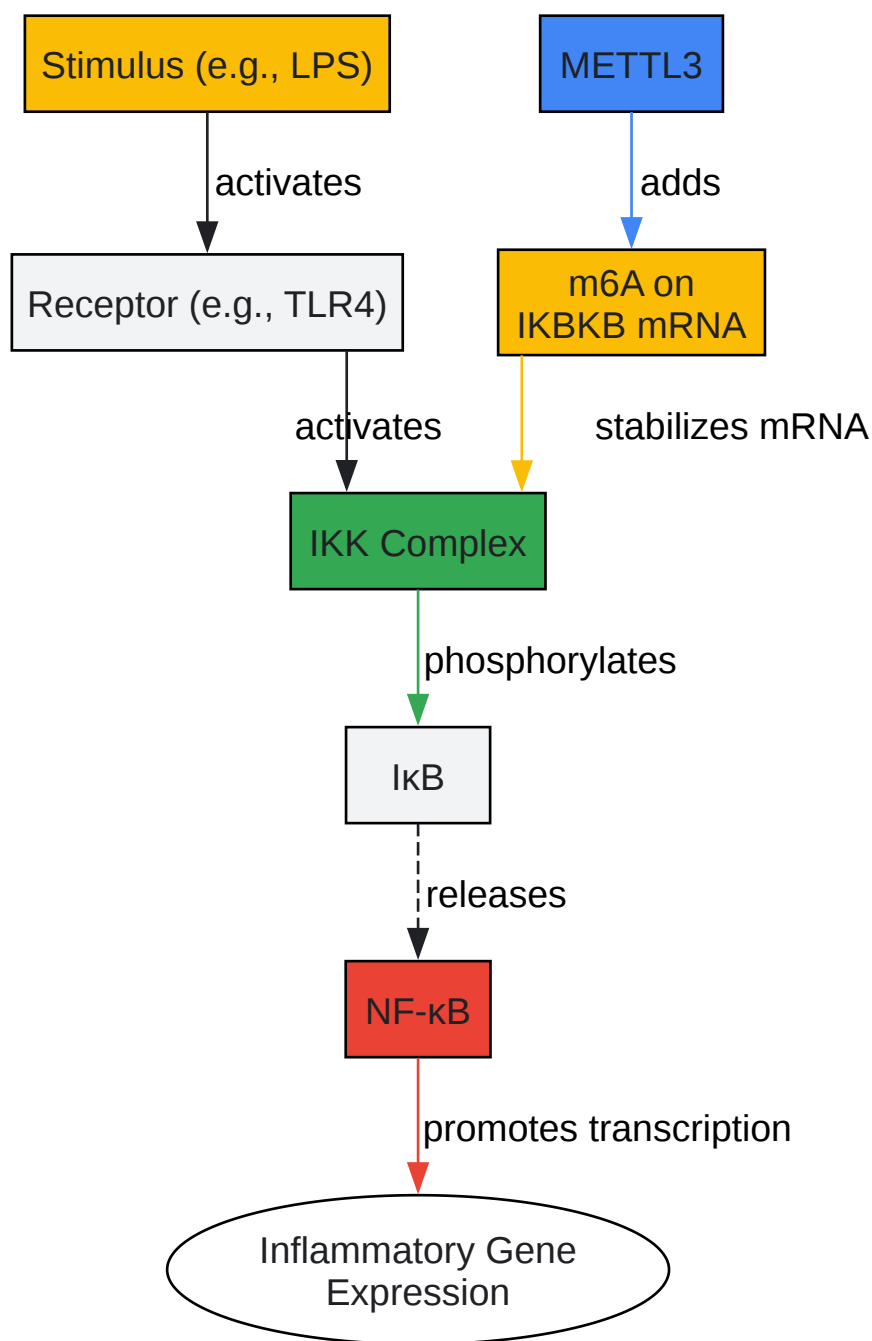 Stimulus (e.g., LPS)
METTL3
activates
adds
Receptor (e.g., TLR4)
m6A on
IKBKB mRNA
activates
stabilizes mRNA
IKK Complex
phosphorylates
IκB
releases
NF-κB
promotes transcription
Inflammatory Gene
Expression